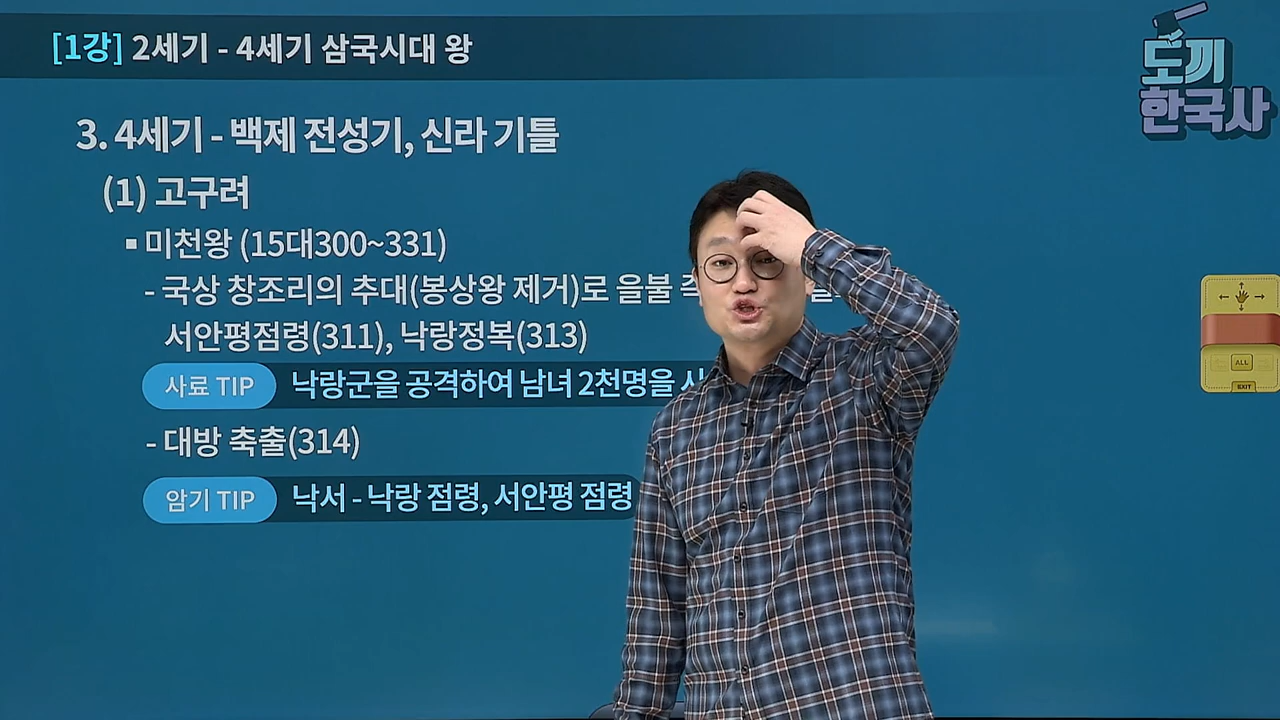 [1강] 2세기 - 4세기 삼국시대 왕
도끼
한국사
3. 4세기 - 백제 전성기, 신라 기틀
(1) 고구려
▪ 미천왕 (15대300~331)
- 국상 창조리의 추대(봉상왕 제거)로 을불
서안평점령(311), 낙랑정복(313)
사료 TIP 낙랑군을 공격하여 남녀 2천명을
- 대방 축출(314)
암기 TIP 낙서 - 낙랑 점령, 서안평 점령
ALL
EXIT